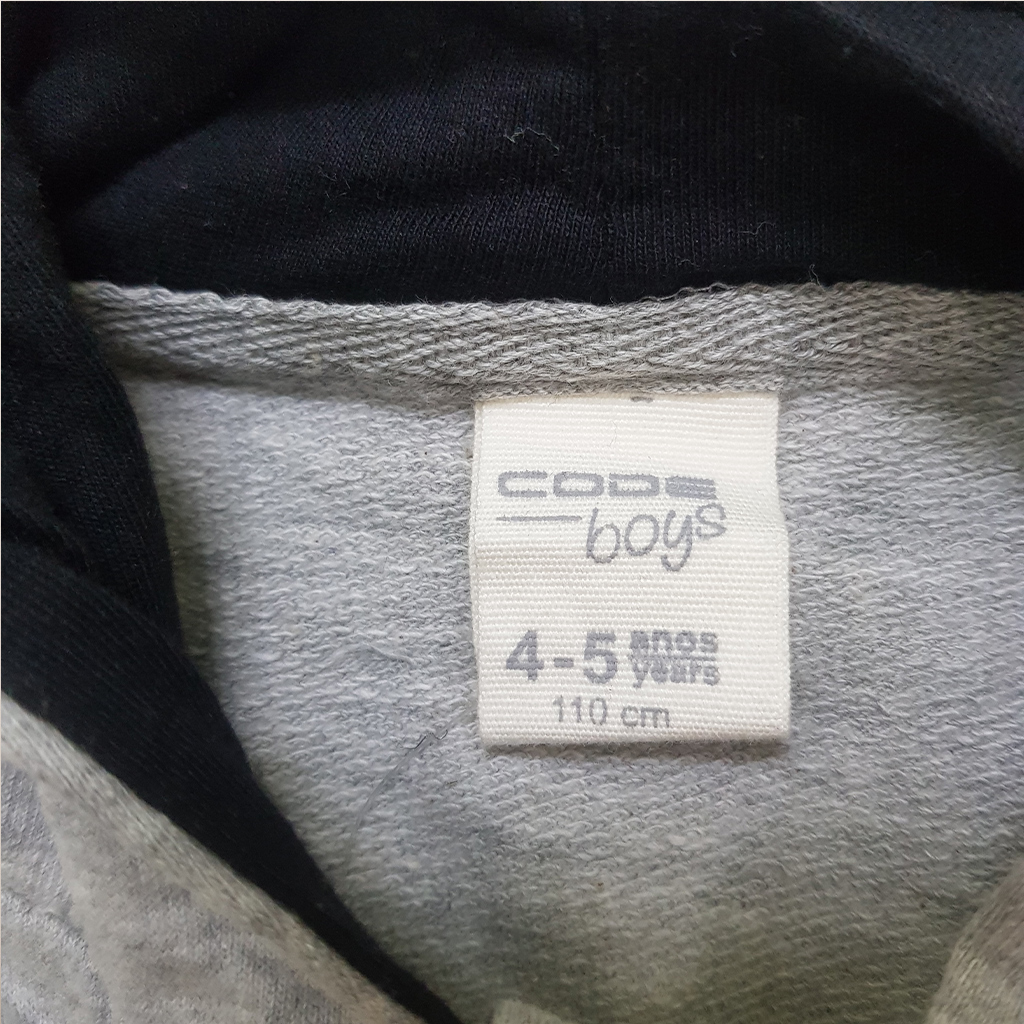 CODE
boys
4-5 anos
years
110 cm